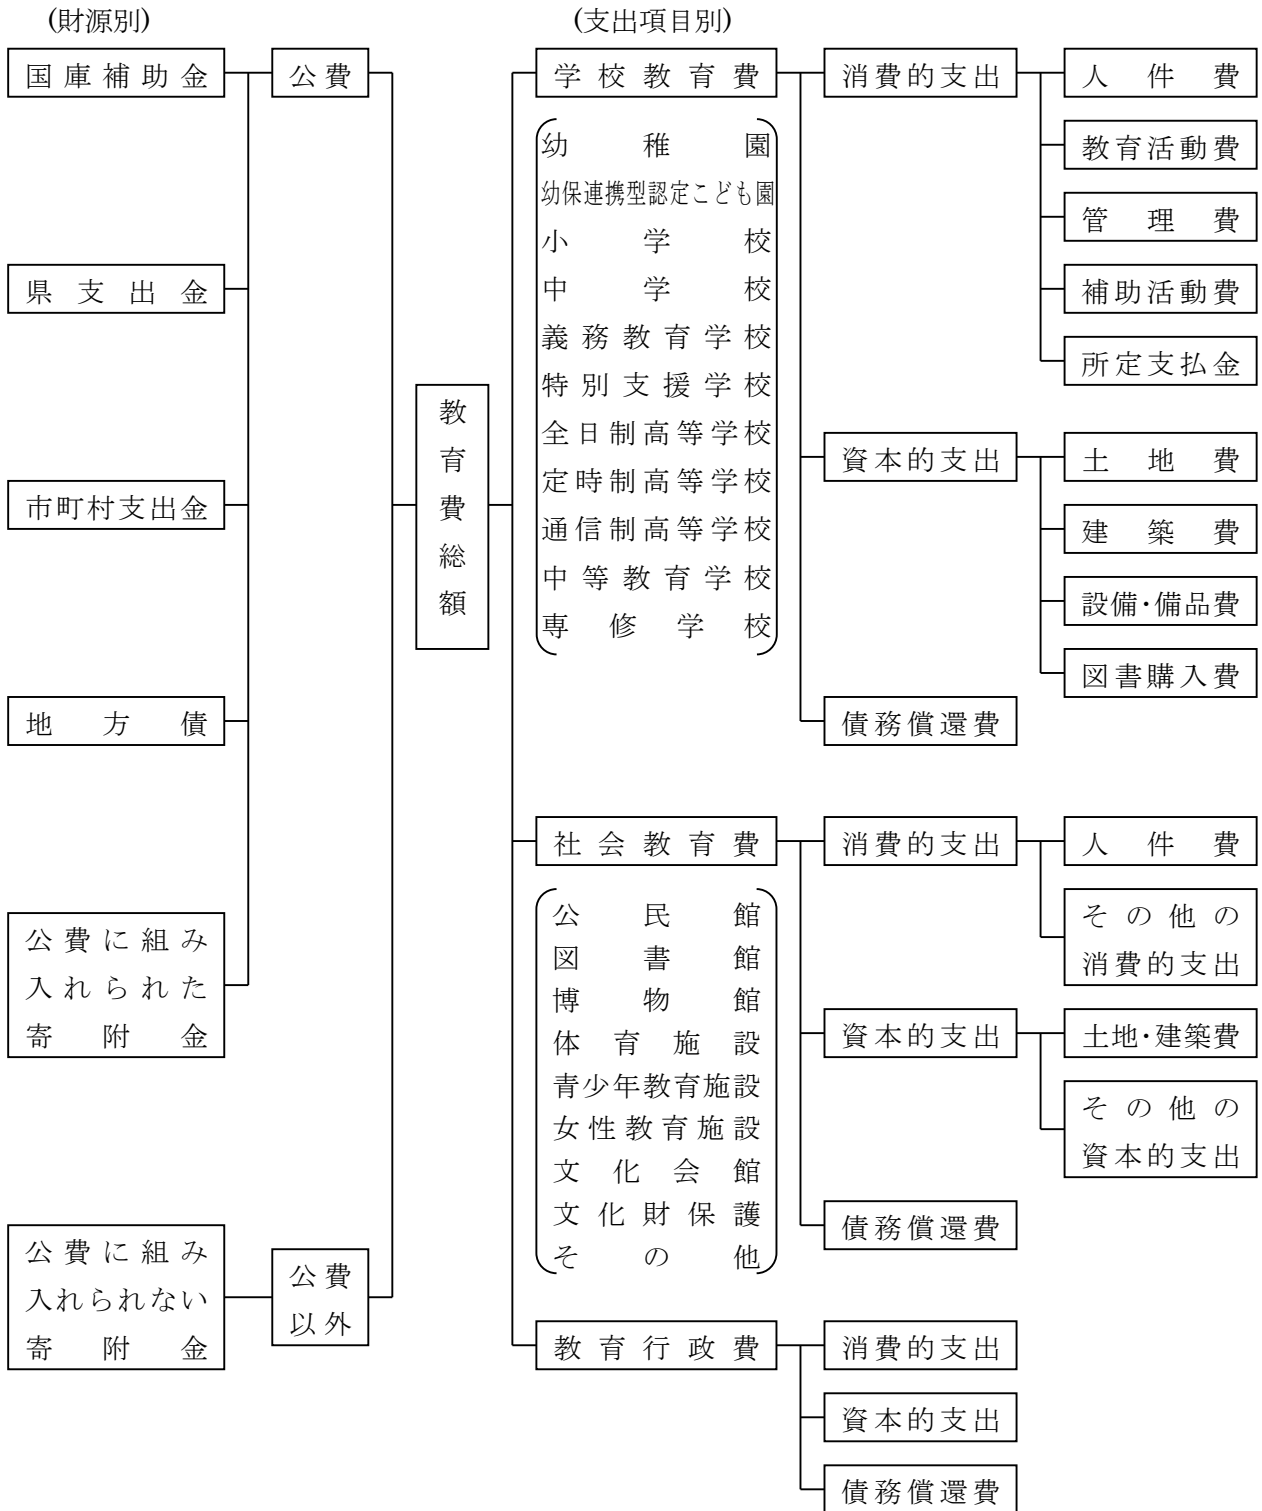 (財源別)
国庫補助金
公費
県支出金
市町村支出金
地方債
公費に組み
入れられた
寄附金
公費に組み
入れられない
寄附金
公費
以外
教育費総額
(支出項目別)
学校教育費
幼稚園
幼保連携型認定こども園
小学校
中学校
義務教育学校
特別支援学校
全日制高等学校
定時制高等学校
通信制高等学校
中等教育学校
専修学校
消費的支出
人件費
教育活動費
管理費
補助活動費
所定支払金
資本的支出
土地費
建築費
設備・備品費
図書購入費
債務償還費
社会教育費
公民館
図書館
博物館
体育施設
青少年教育施設
女性教育施設
文化会館
文化財保護
その他
消費的支出
人件費
その他の
消費的支出
資本的支出
土地・建築費
その他の
資本的支出
債務償還費
教育行政費
消費的支出
資本的支出
債務償還費